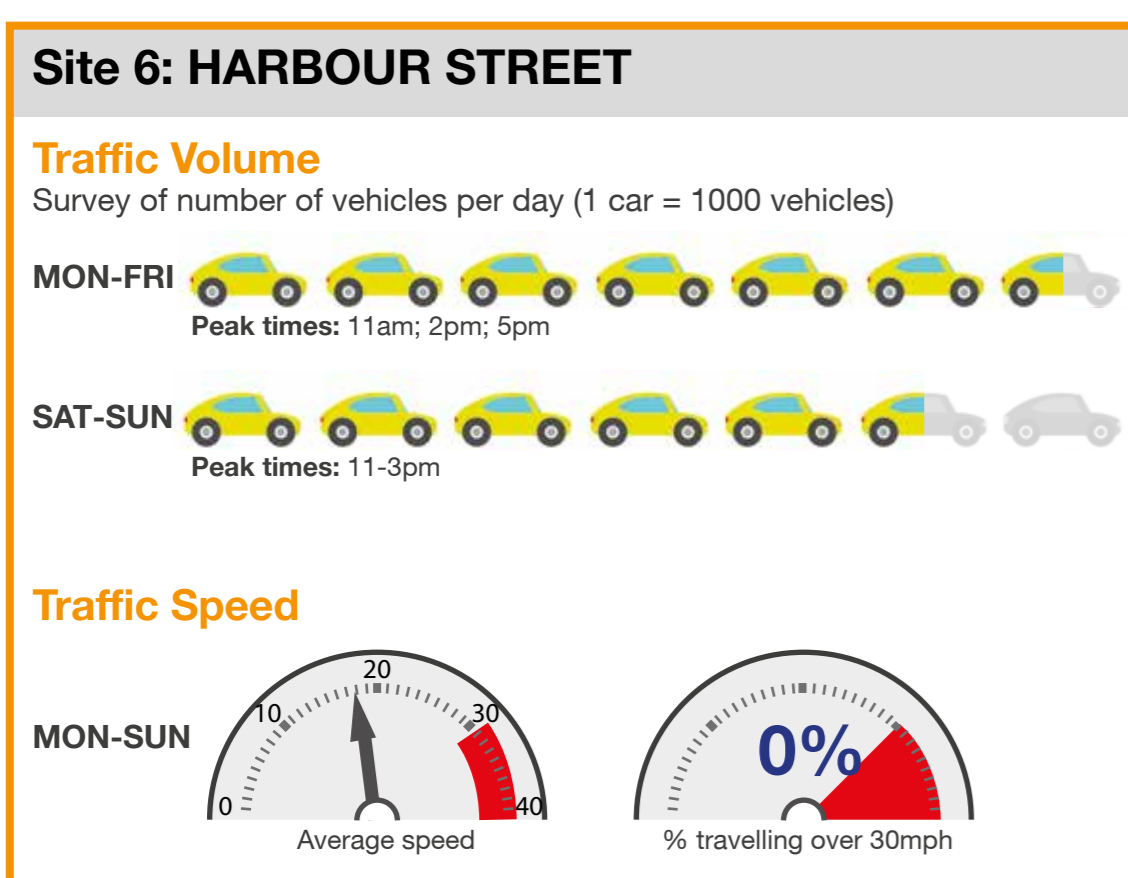 Site 6: HARBOUR STREET
Traffic Volume
Survey of number of vehicles per day (1 car = 1000 vehicles)
MON-FRI
Peak times: 11am; 2pm; 5pm
SAT-SUN
Peak times: 11-3pm
Traffic Speed
MON-SUN
0
10
20
30
40
Average speed
0%
% travelling over 30mph